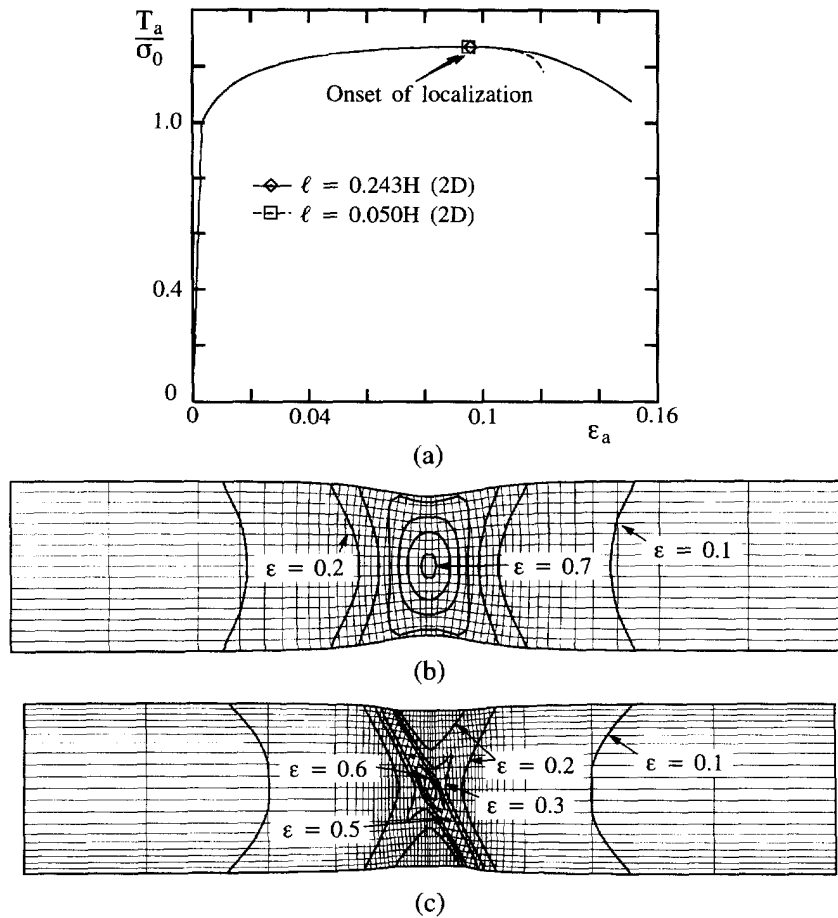 T_a
σ_0
1.0
Onset of localization
ℓ = 0.243H (2D)
ℓ = 0.050H (2D)
0.4
0
0 0.04 0.1 0.16
ε_a
(a)
ε = 0.2 ε = 0.7 ε = 0.1
(b)
ε = 0.6 ε = 0.2 ε = 0.1
ε = 0.3
ε = 0.5
(c)